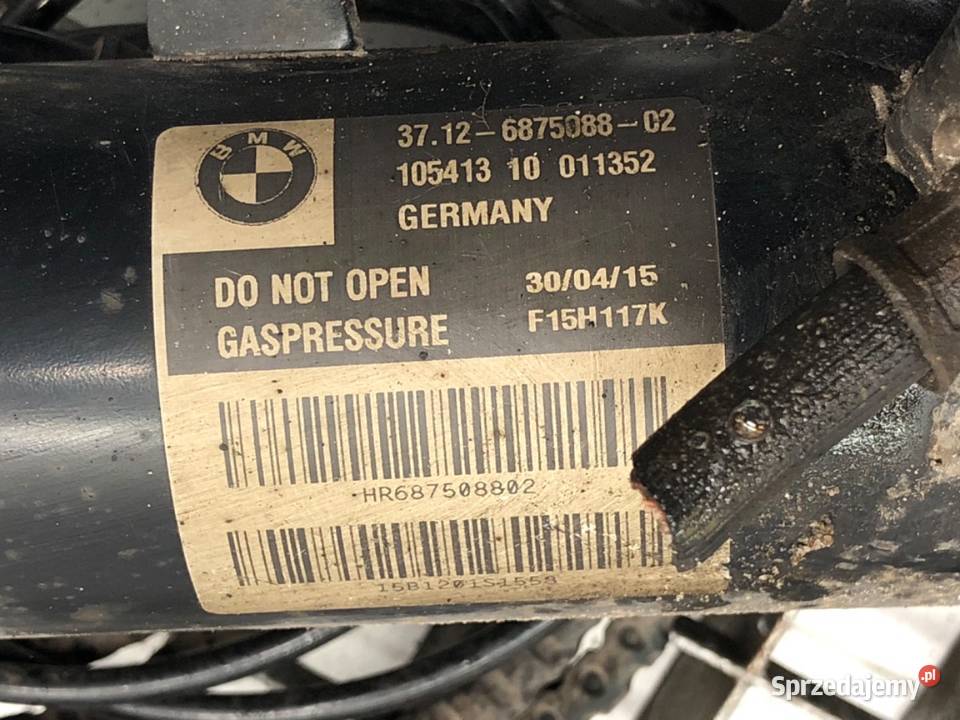 BMW
37.12-6875088-02
105413 10 011352
GERMANY
DO NOT OPEN
GASPRESSURE
30/04/15
F15H117K
HR687508802
15B1201S1558
Sprzedajemy.pl